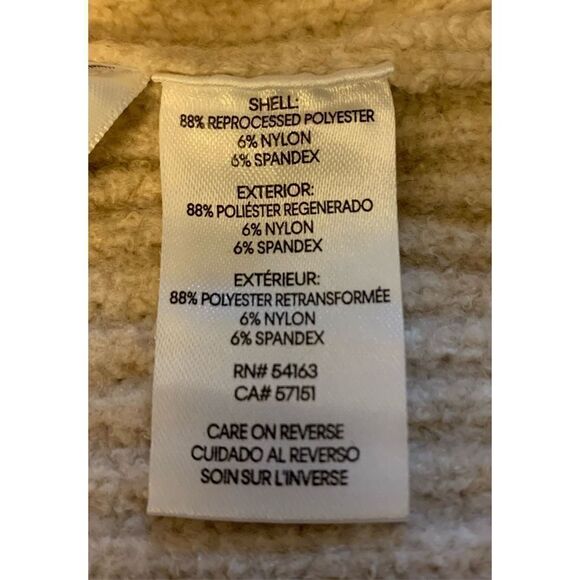 SHELL:
88% REPROCESSED POLYESTER
6% NYLON
6% SPANDEX
EXTERIOR:
88% POLIÉSTER REGENERADO
6% NYLON
6% SPANDEX
EXTÉRIEUR:
88% POLYESTER RETRANSFORMÉE
6% NYLON
6% SPANDEX
RN# 54163
CA# 57151
CARE ON REVERSE
CUIDADO AL REVERSO
SOIN SUR L'INVERSE